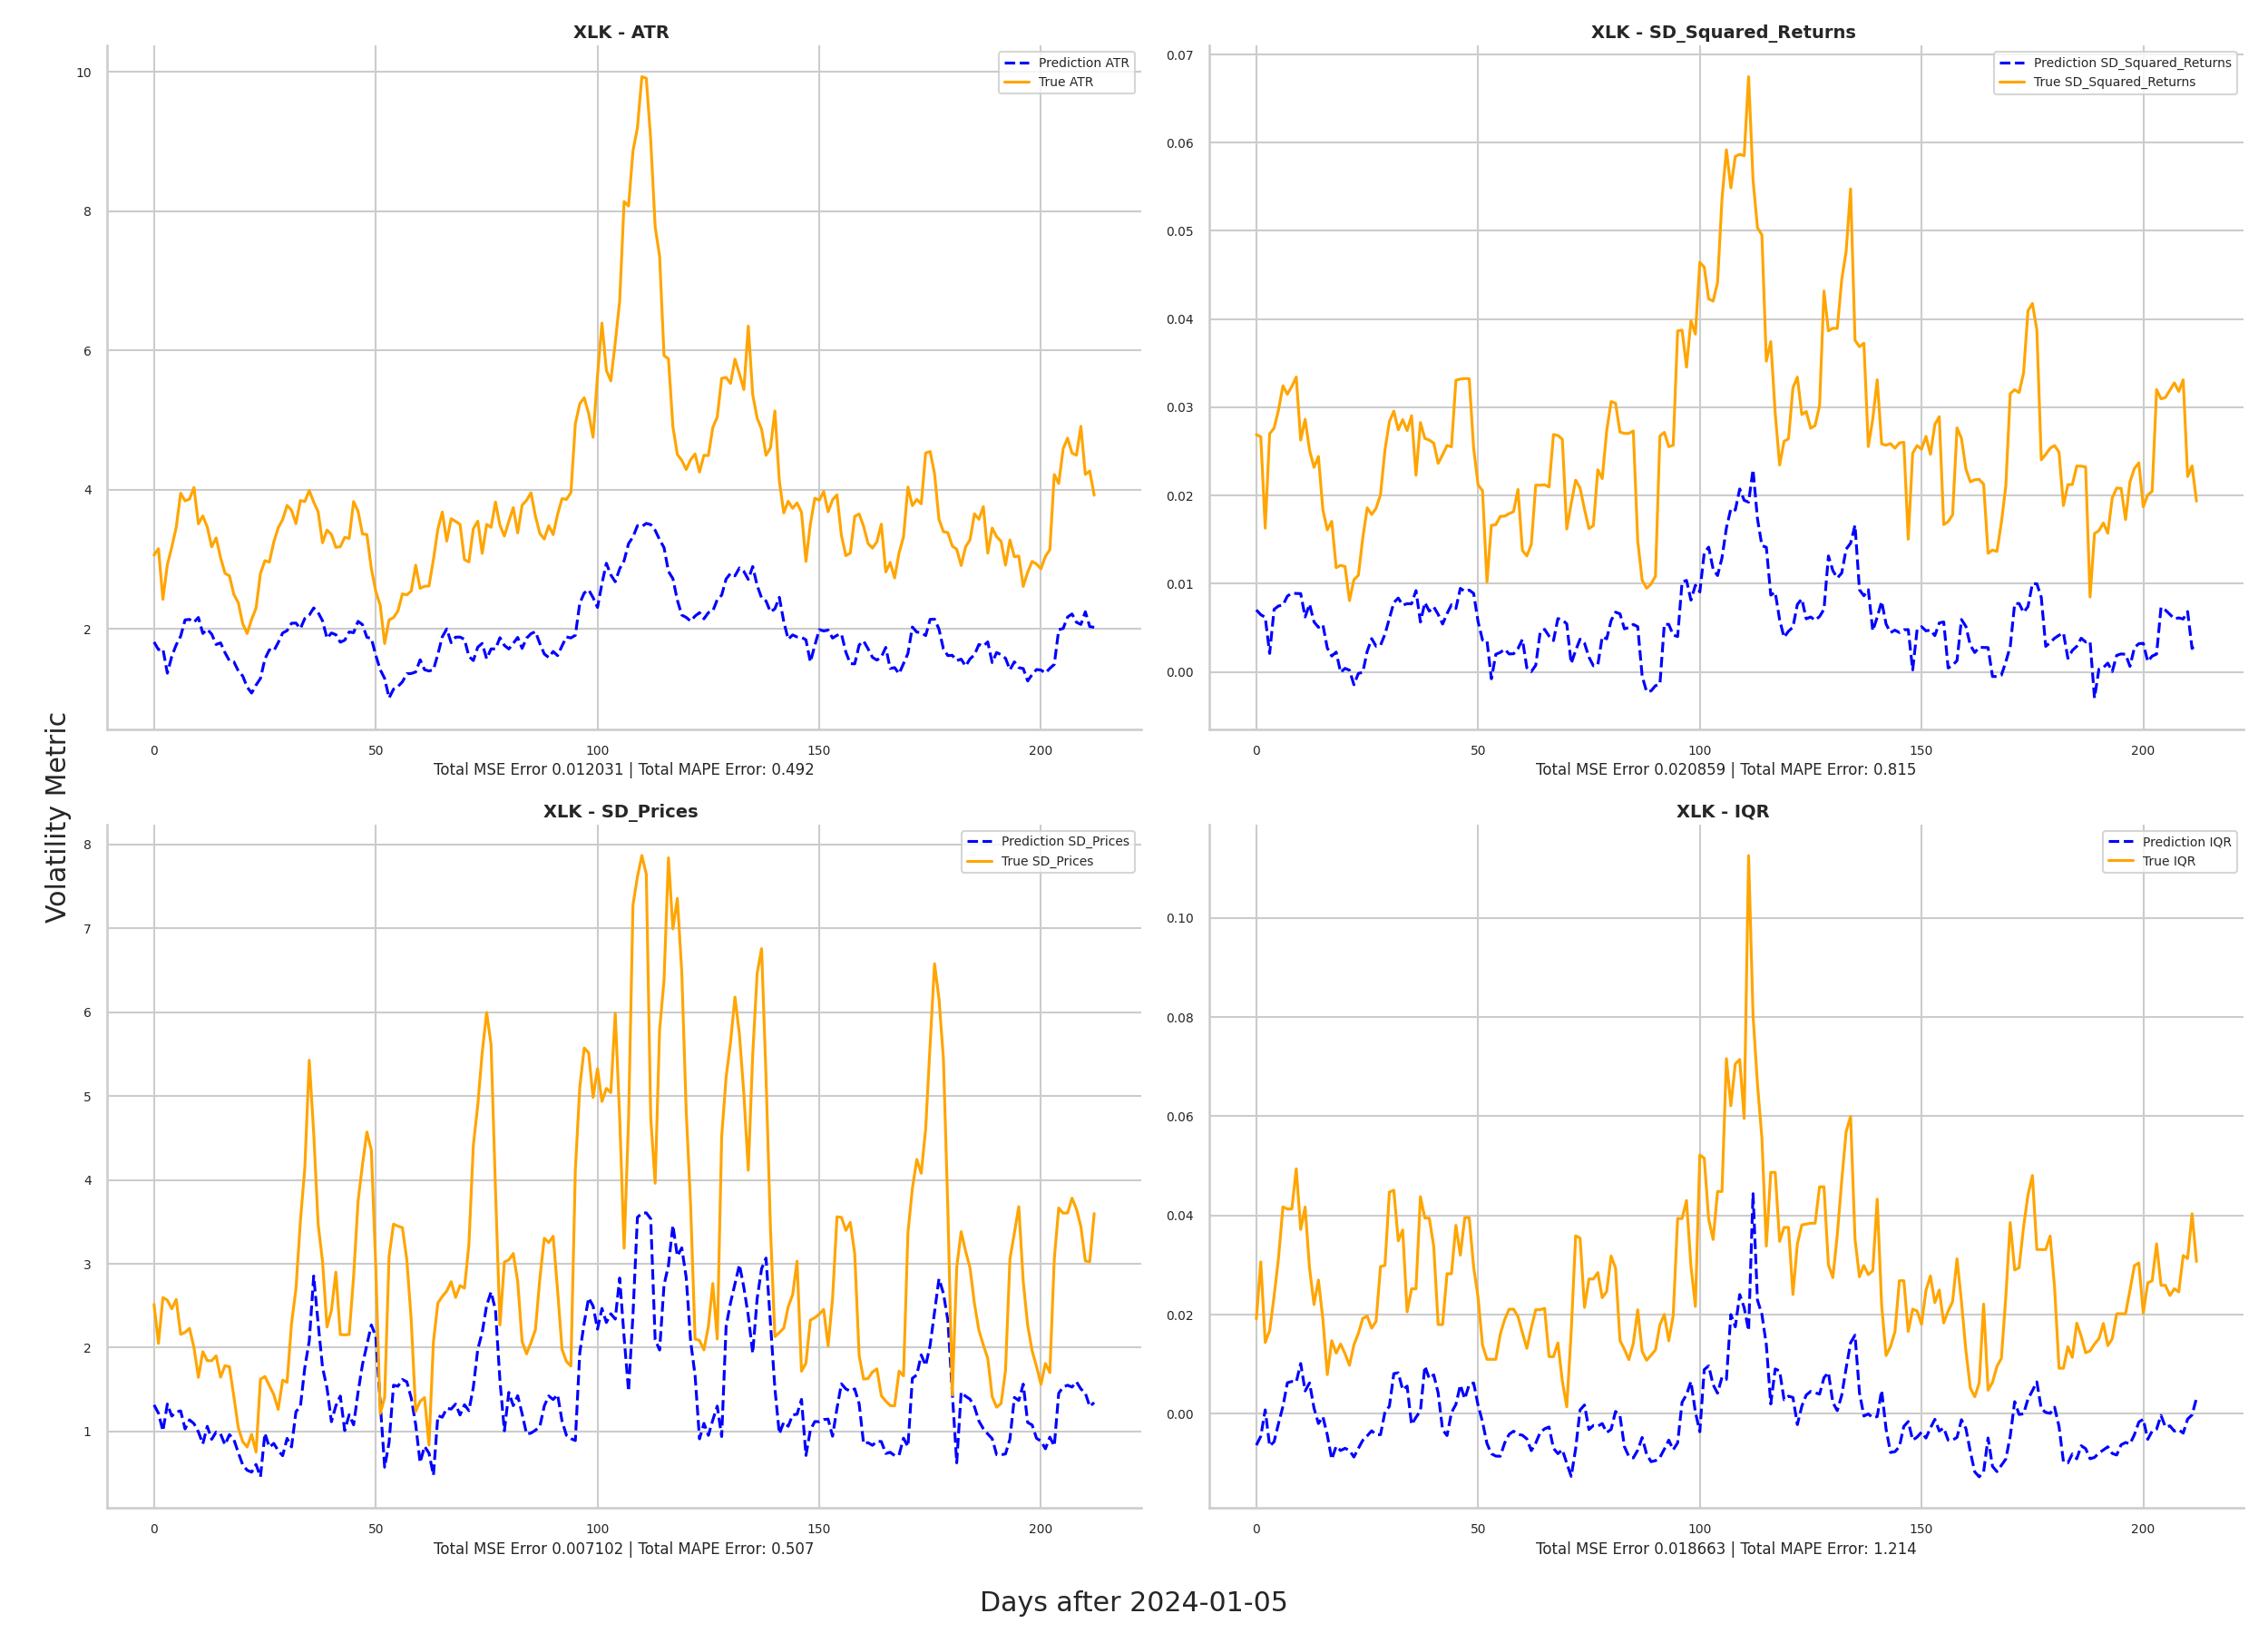 XLK - ATR
Prediction ATR
True ATR
10
8
6
4
2
0 50 100 150 200
Total MSE Error 0.012031 | Total MAPE Error: 0.492
XLK - SD_Squared_Returns
Prediction SD_Squared_Returns
True SD_Squared_Returns
0.07
0.06
0.05
0.04
0.03
0.02
0.01
0.00
0 50 100 150 200
Total MSE Error 0.020859 | Total MAPE Error: 0.815
Volatility Metric
XLK - SD_Prices
Prediction SD_Prices
True SD_Prices
8
7
6
5
4
3
2
1
0 50 100 150 200
Total MSE Error 0.007102 | Total MAPE Error: 0.507
XLK - IQR
Prediction IQR
True IQR
0.10
0.08
0.06
0.04
0.02
0.00
0 50 100 150 200
Total MSE Error 0.018663 | Total MAPE Error: 1.214
Days after 2024-01-05